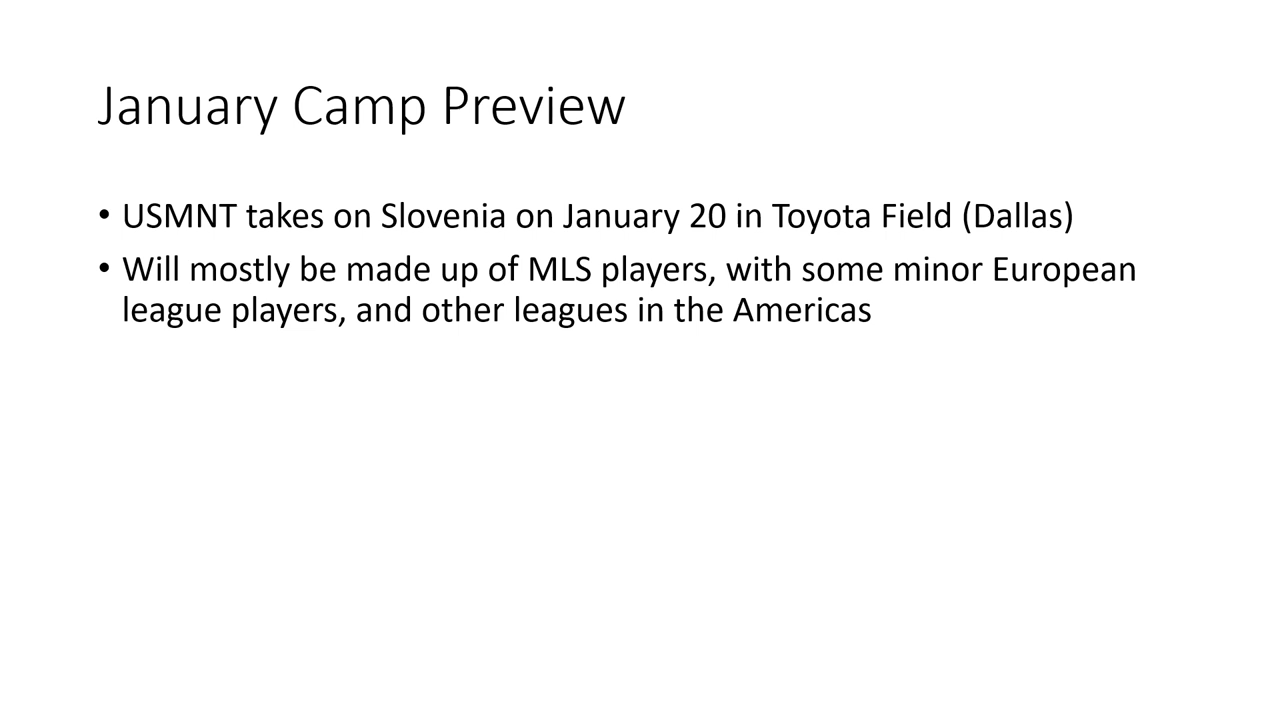 January Camp Preview
• USMNT takes on Slovenia on January 20 in Toyota Field (Dallas)
• Will mostly be made up of MLS players, with some minor European
league players, and other leagues in the Americas